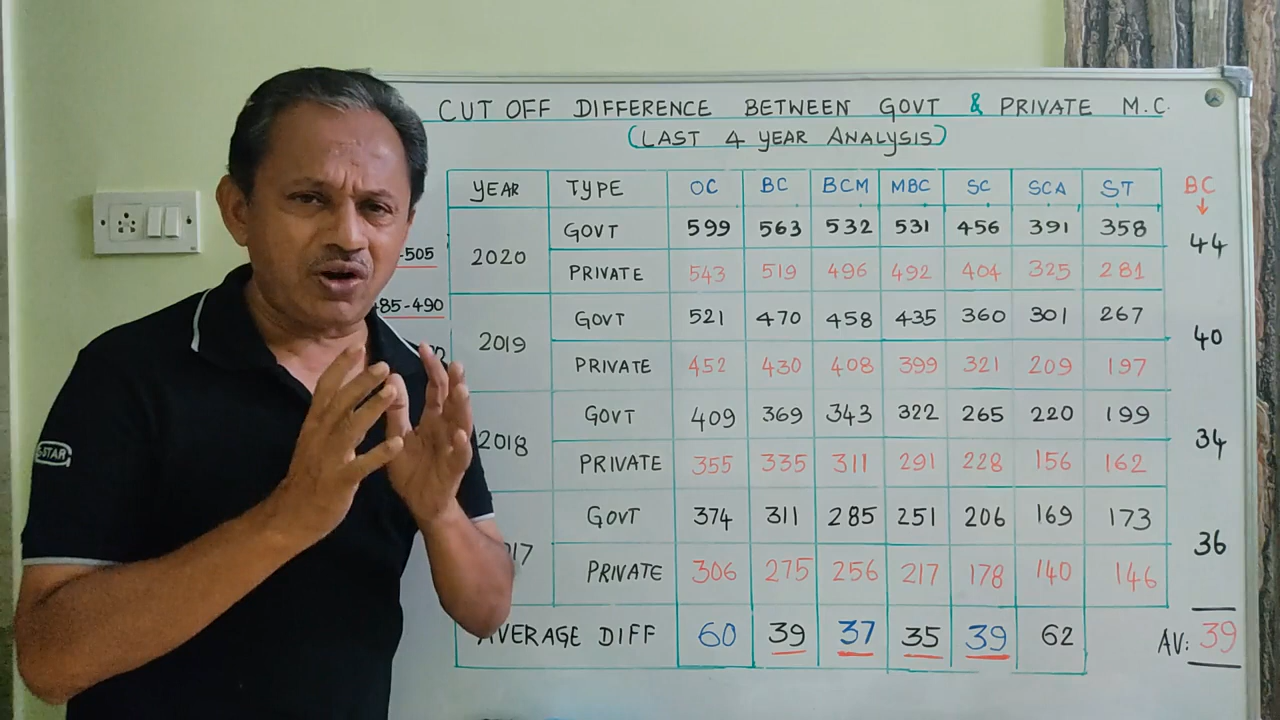 CUT OFF DIFFERENCE BETWEEN GOVT & PRIVATE M.C.
(LAST 4 YEAR ANALYSIS)
YEAR TYPE OC BC BCM MBC SC SCA ST BC
2020 GOVT 599 563 532 531 456 391 358 44
-505 PRIVATE 543 519 496 492 404 325 281
85-490 2019 GOVT 521 470 458 435 360 301 267 40
PRIVATE 452 430 408 399 321 209 197
2018 GOVT 409 369 343 322 265 220 199 34
PRIVATE 355 335 311 291 228 156 162
17 GOVT 374 311 285 251 206 169 173 36
PRIVATE 306 275 256 217 178 140 146
AVERAGE DIFF 60 39 37 35 39 62 AV: 39
STAR